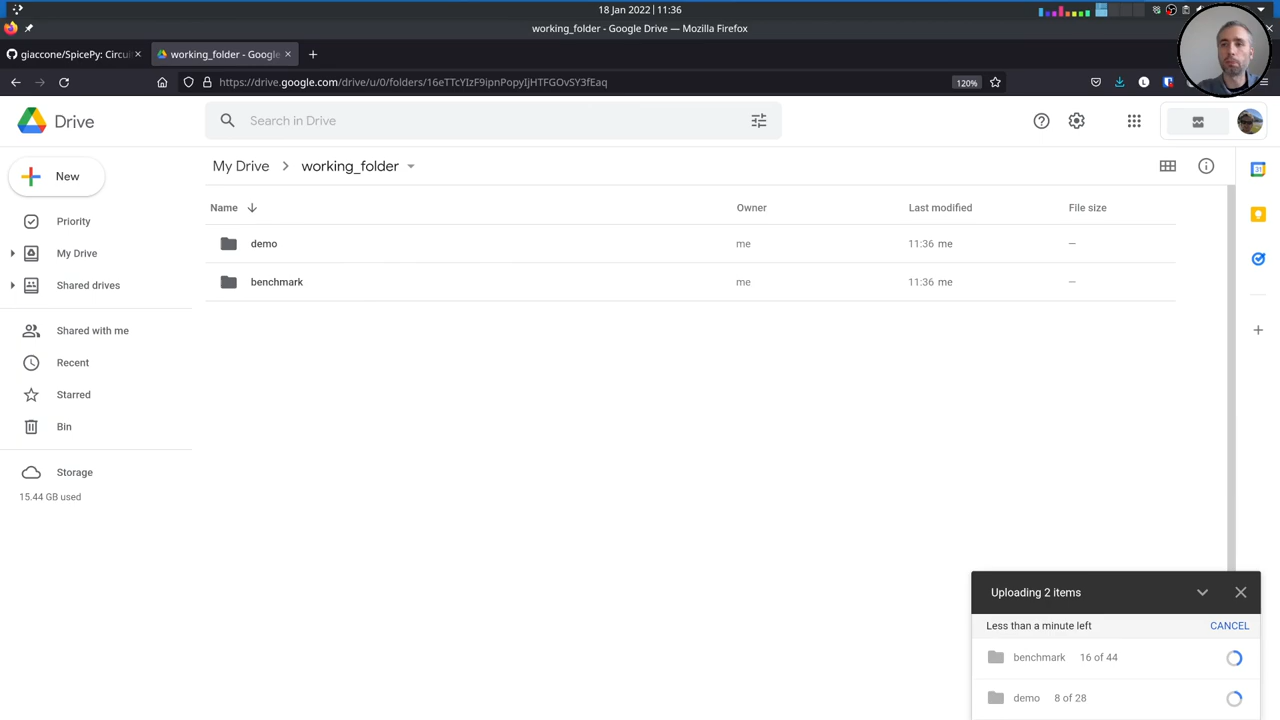 18 Jan 2022 | 11:36
working_folder - Google Drive — Mozilla Firefox
giaccone/SpicePy: Circui
working_folder - Google
https://drive.google.com/drive/u/0/folders/16eTTcYIzF9ipnPopyIjHTFGOvSY3fEaq
120%
Drive
Search in Drive
New
My Drive
working_folder
Priority
My Drive
Shared drives
Shared with me
Recent
Starred
Bin
Storage
15.44 GB used
Name
Owner
Last modified
File size
demo
me
11:36 me
—
benchmark
me
11:36 me
—
31
Uploading 2 items
Less than a minute left
CANCEL
benchmark
16 of 44
demo
8 of 28